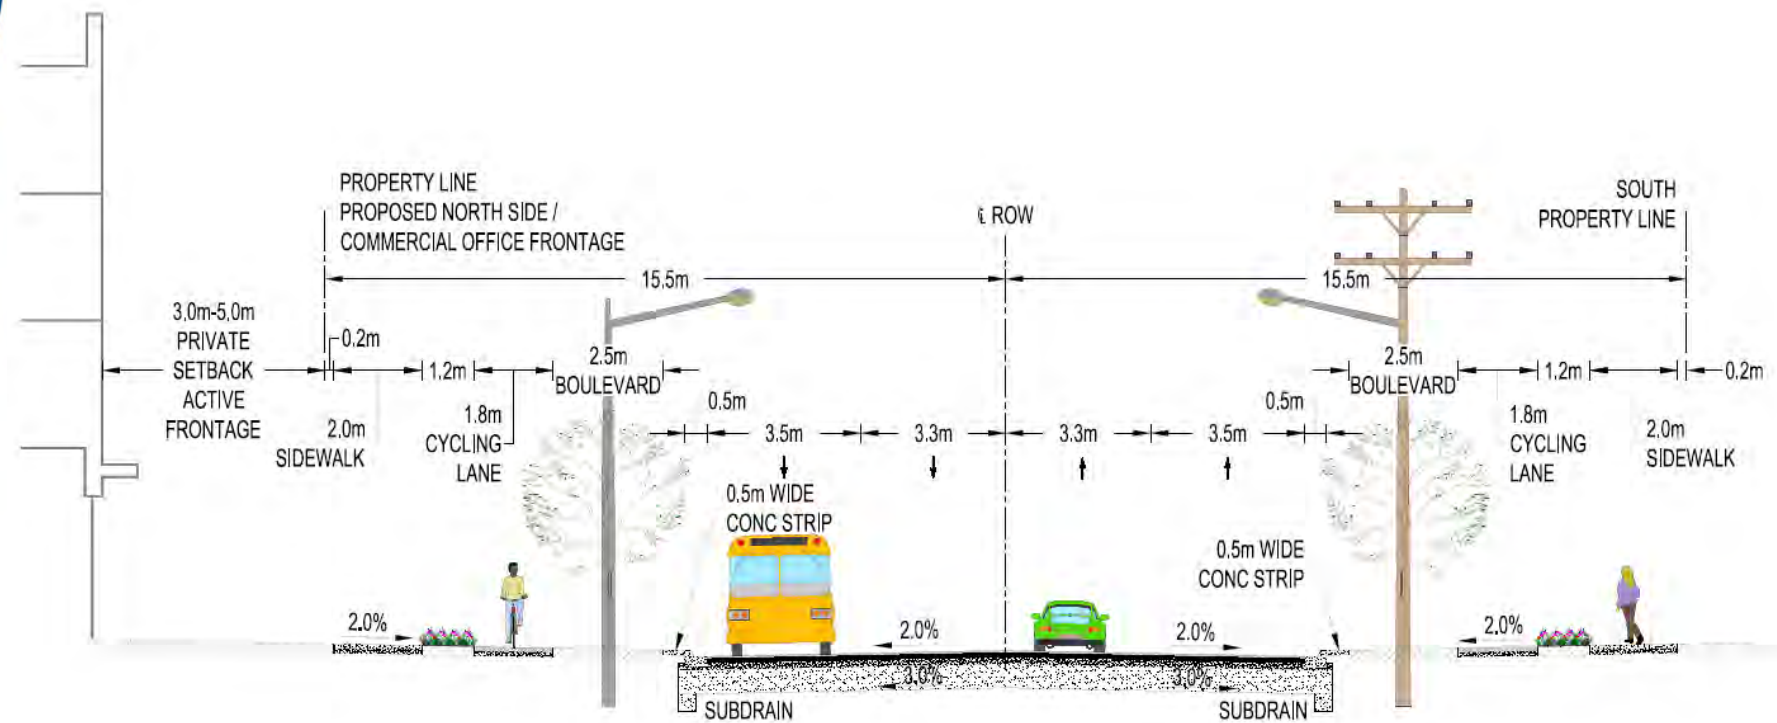 PROPERTY LINE
PROPOSED NORTH SIDE /
COMMERCIAL OFFICE FRONTAGE
℄ ROW
SOUTH
PROPERTY LINE
15.5m
15.5m
3.0m-5.0m
PRIVATE
SETBACK
ACTIVE
FRONTAGE
0.2m
2.0m
SIDEWALK
1.2m
1.8m
CYCLING
LANE
2.5m
BOULEVARD
0.5m
3.5m
3.3m
3.3m
3.5m
0.5m
2.5m
BOULEVARD
1.8m
CYCLING
LANE
1.2m
2.0m
SIDEWALK
0.2m
0.5m WIDE
CONC STRIP
0.5m WIDE
CONC STRIP
2.0%
2.0%
2.0%
2.0%
3.0%
3.0%
SUBDRAIN
SUBDRAIN